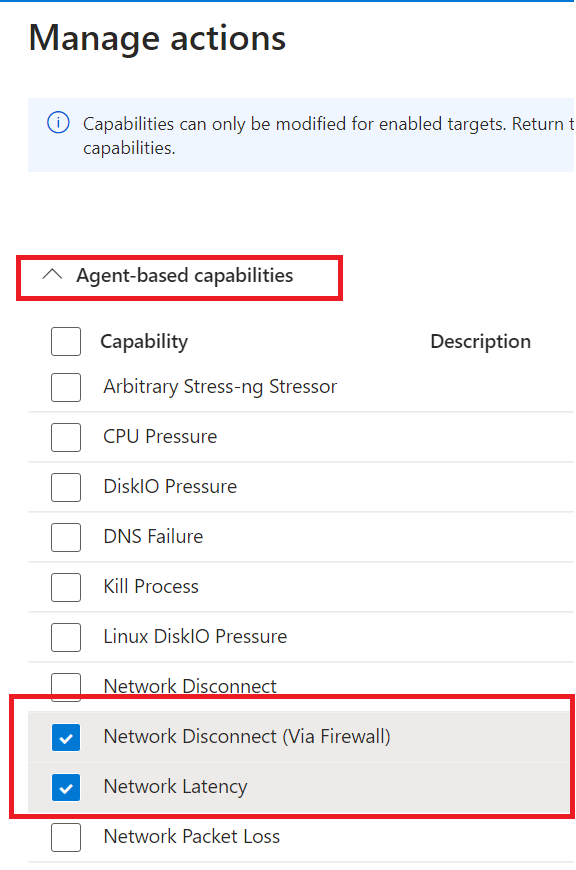 Manage actions
Capabilities can only be modified for enabled targets. Return t
capabilities.
Agent-based capabilities
Capability Description
Arbitrary Stress-ng Stressor
CPU Pressure
DiskIO Pressure
DNS Failure
Kill Process
Linux DiskIO Pressure
Network Disconnect
Network Disconnect (Via Firewall)
Network Latency
Network Packet Loss